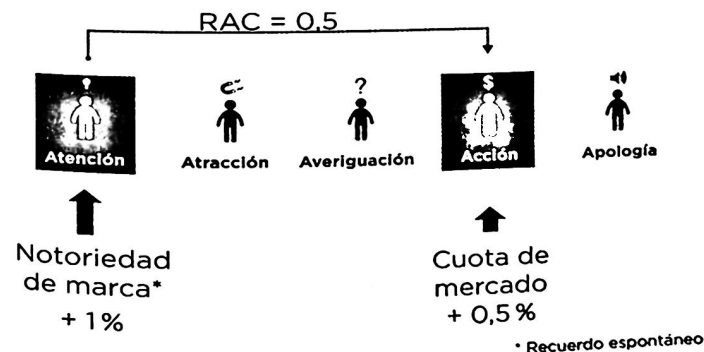 RAC = 0,5
?
$
Atención
Atracción
Averiguación
Acción
Apología
Notoriedad
de marca*
+ 1%
Cuota de
mercado
+ 0,5%
* Recuerdo espontáneo